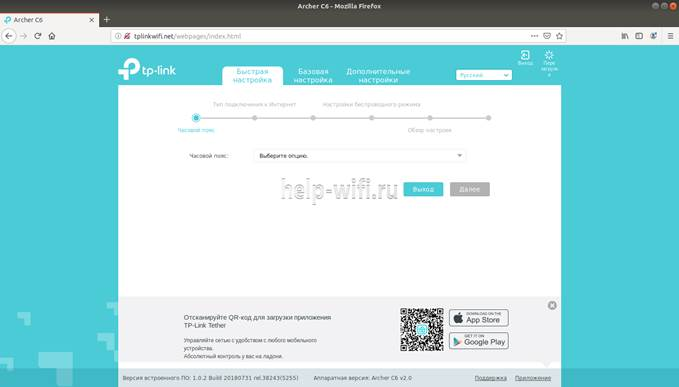 Archer C6 - Mozilla Firefox
Archer C6
tplinkwifi.net/webpages/index.html
tp-link
Быстрая
настройка
Базовая
настройка
Дополнительные
настройки
Русский
Выход
Пере
загрузк
а
Тип подключения к Интернет
Настройки беспроводного режима
Часовой пояс
Обзор настроек
Часовой пояс:
Выберите опцию.
help-wifi.ru
Выход
Далее
Отсканируйте QR-код для загрузки приложения
TP-Link Tether
Управляйте сетью с удобством с любого мобильного
устройства.
Абсолютный контроль у вас на ладони.
Download on the
App Store
GET IT ON
Google Play
Версия встроенного ПО: 1.0.2 Build 20180731 rel.38243(5255)
Аппаратная версия: Archer C6 v2.0
Поддержка
Приложение